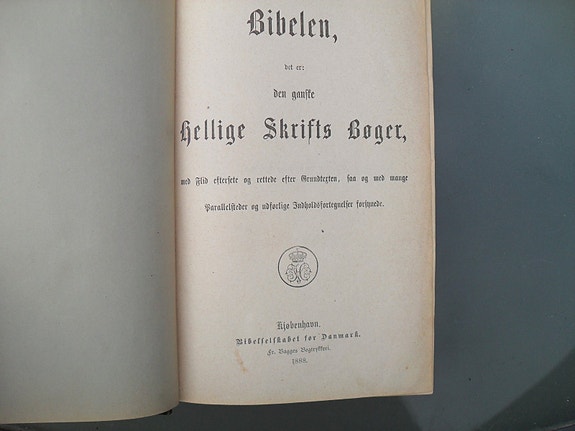 Bibelen,
det er:
den ganske
Hellige Skrifts Bøger,
med Flid eftersete og rettede efter Grundtexten, saa og med mange
Parallelsteder og udførlige Indholdsfortegnelser forsynede.
Kjøbenhavn.
Bibelselskabet for Danmark.
Fr. Bagges Bogtrykkeri.
1888.